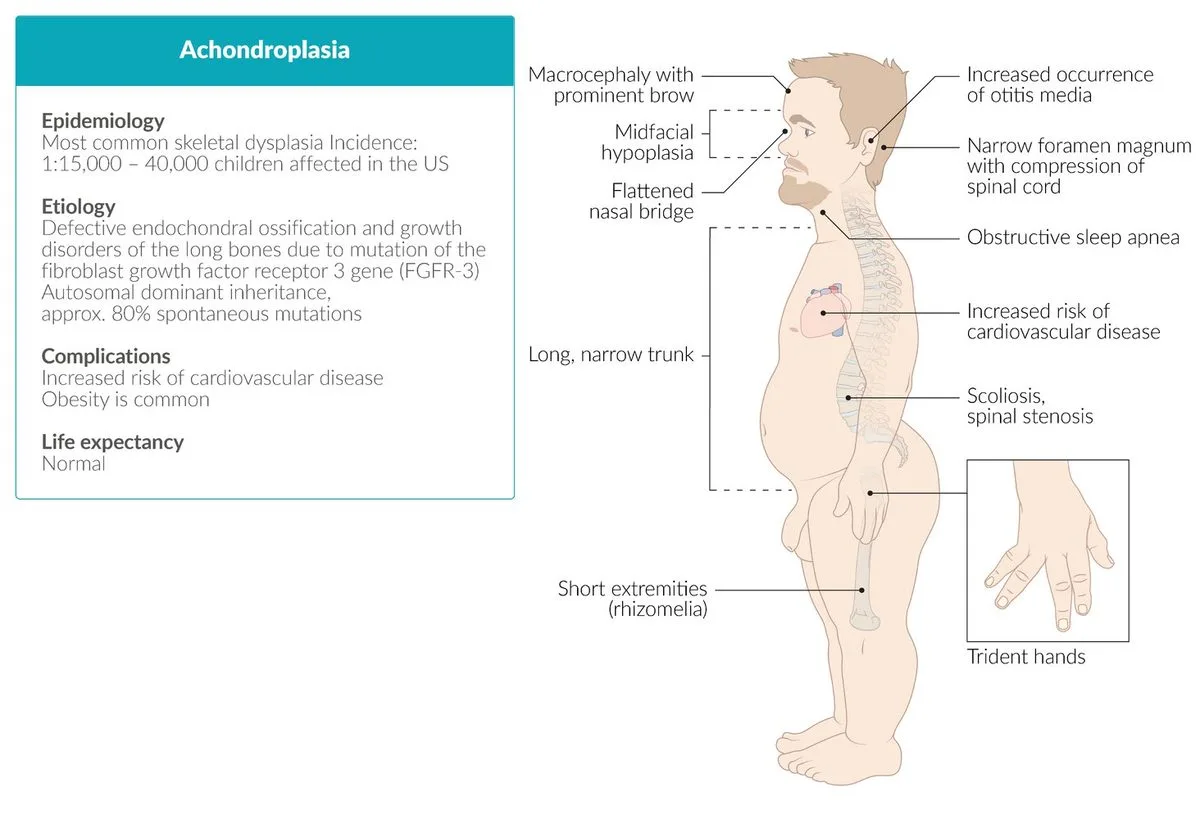 Achondroplasia
Epidemiology
Most common skeletal dysplasia Incidence:
1:15,000 – 40,000 children affected in the US
Etiology
Defective endochondral ossification and growth
disorders of the long bones due to mutation of the
fibroblast growth factor receptor 3 gene (FGFR-3)
Autosomal dominant inheritance,
approx. 80% spontaneous mutations
Complications
Increased risk of cardiovascular disease
Obesity is common
Life expectancy
Normal
Macrocephaly with
prominent brow
Midfacial
hypoplasia
Flattened
nasal bridge
Long, narrow trunk
Short extremities
(rhizomelia)
Increased occurrence
of otitis media
Narrow foramen magnum
with compression of
spinal cord
Obstructive sleep apnea
Increased risk of
cardiovascular disease
Scoliosis,
spinal stenosis
Trident hands